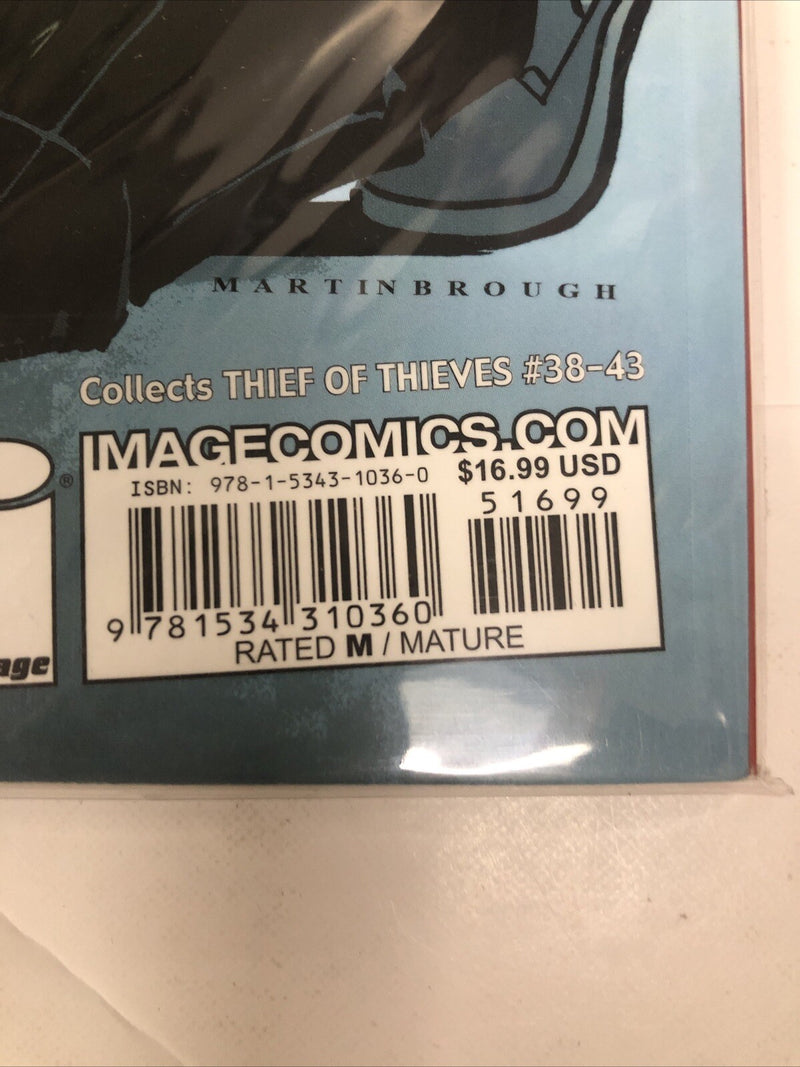 MARTINBROUGH
Collects THIEF OF THIEVES #38-43
IMAGECOMICS.COM
ISBN: 978-1-5343-1036-0 $16.99 USD
51699
®
9 781534 310360
RATED M / MATURE
age